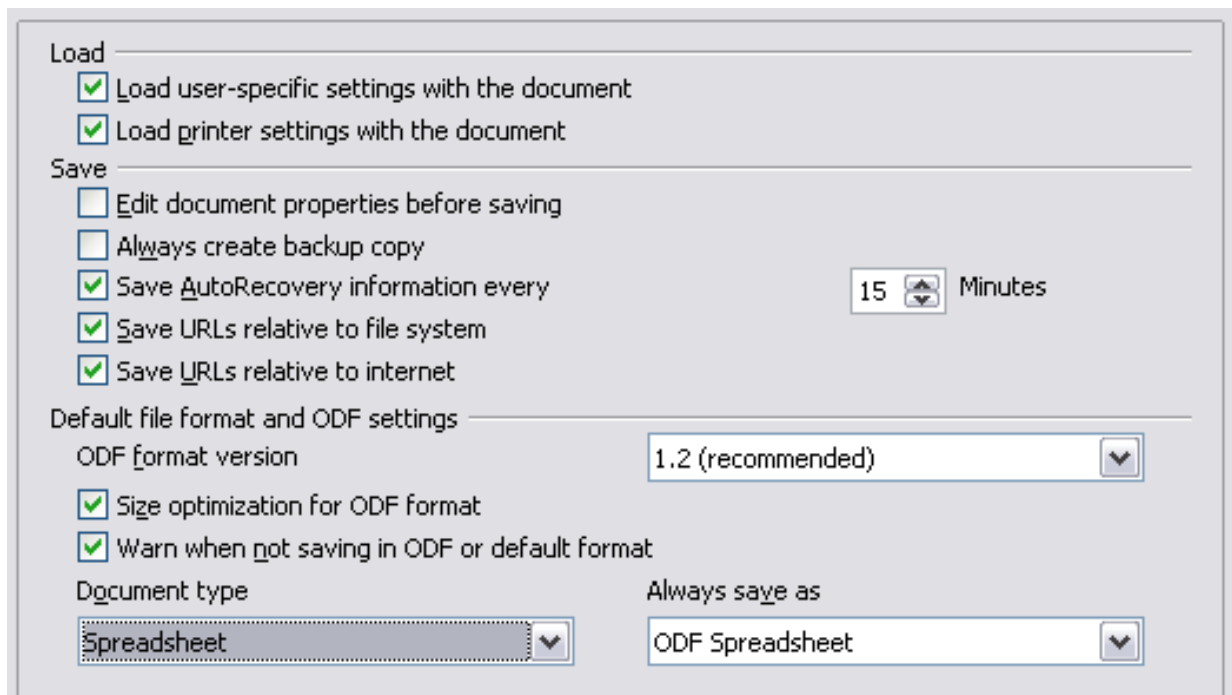 Load
Load user-specific settings with the document
Load printer settings with the document
Save
Edit document properties before saving
Always create backup copy
Save AutoRecovery information every 15 Minutes
Save URLs relative to file system
Save URLs relative to internet
Default file format and ODF settings
ODF format version 1.2 (recommended)
Size optimization for ODF format
Warn when not saving in ODF or default format
Document type Always save as
Spreadsheet ODF Spreadsheet